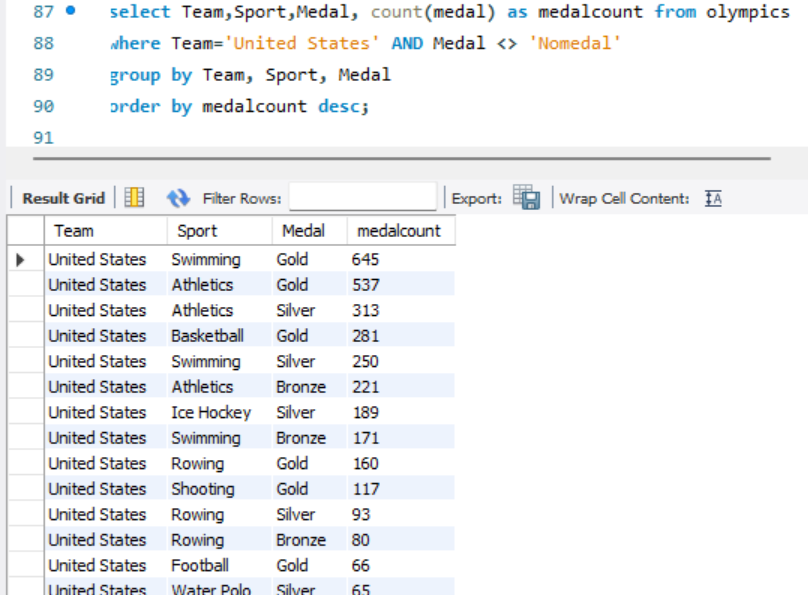 87 select Team,Sport,Medal, count(medal) as medalcount from olympics
88 where Team='United States' AND Medal <> 'Nomedal'
89 group by Team, Sport, Medal
90 order by medalcount desc;
91
Result Grid Filter Rows: Export: Wrap Cell Content: IA
Team Sport Medal medalcount
United States Swimming Gold 645
United States Athletics Gold 537
United States Athletics Silver 313
United States Basketball Gold 281
United States Swimming Silver 250
United States Athletics Bronze 221
United States Ice Hockey Silver 189
United States Swimming Bronze 171
United States Rowing Gold 160
United States Shooting Gold 117
United States Rowing Silver 93
United States Rowing Bronze 80
United States Football Gold 66
United States Water Polo Silver 65